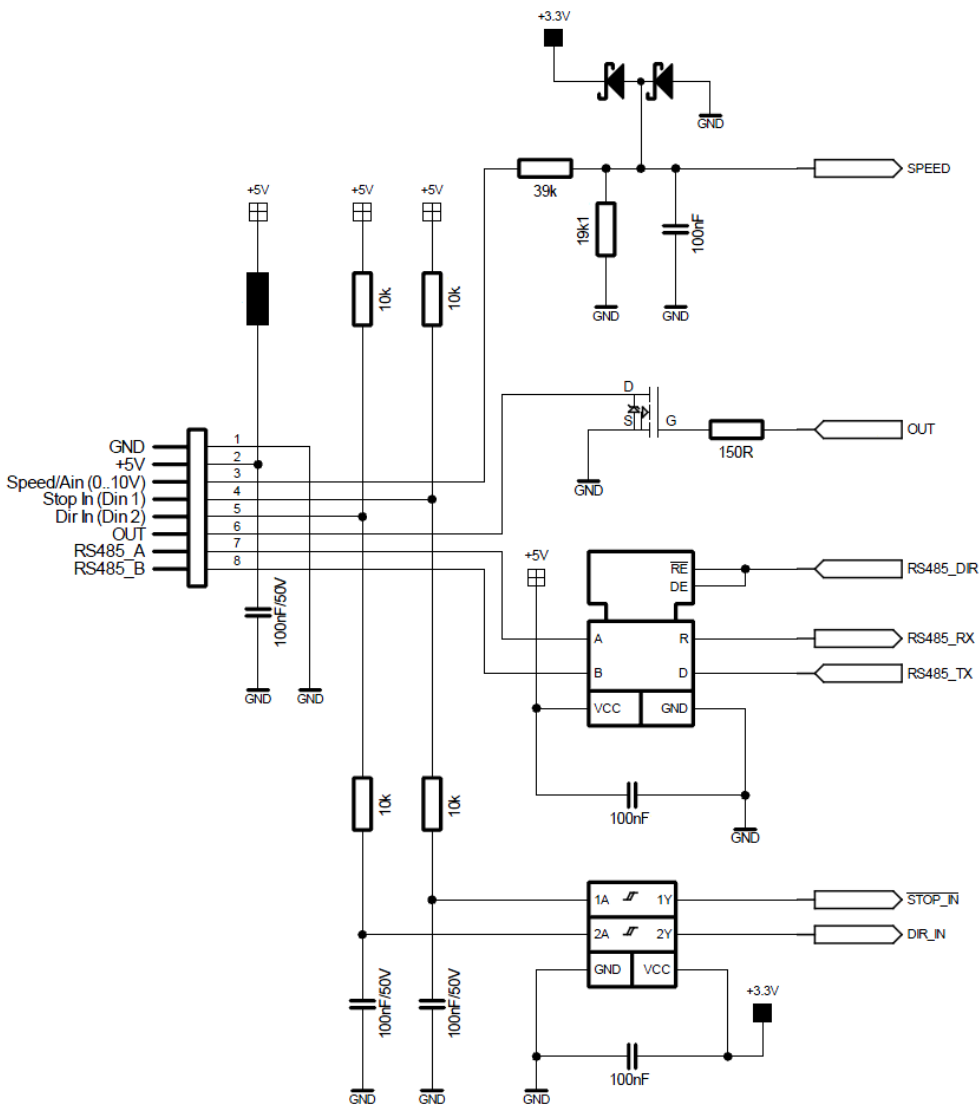 +3.3V
GND
SPEED
39k
19k1
100nF
GND
GND
+5V
+5V
+5V
10k
10k
D
S
G
150R
OUT
GND
GND
+5V
Speed/Ain (0..10V)
Stop In (Din 1)
Dir In (Din 2)
OUT
RS485_A
RS485_B
1
2
3
4
5
6
7
8
100nF/50V
GND
GND
+5V
RE
DE
A
B
R
D
VCC
GND
RS485_DIR
RS485_RX
RS485_TX
100nF
GND
10k
10k
1A
1Y
2A
2Y
GND
VCC
STOP_IN
DIR_IN
+3.3V
100nF/50V
100nF/50V
100nF
GND
GND
GND